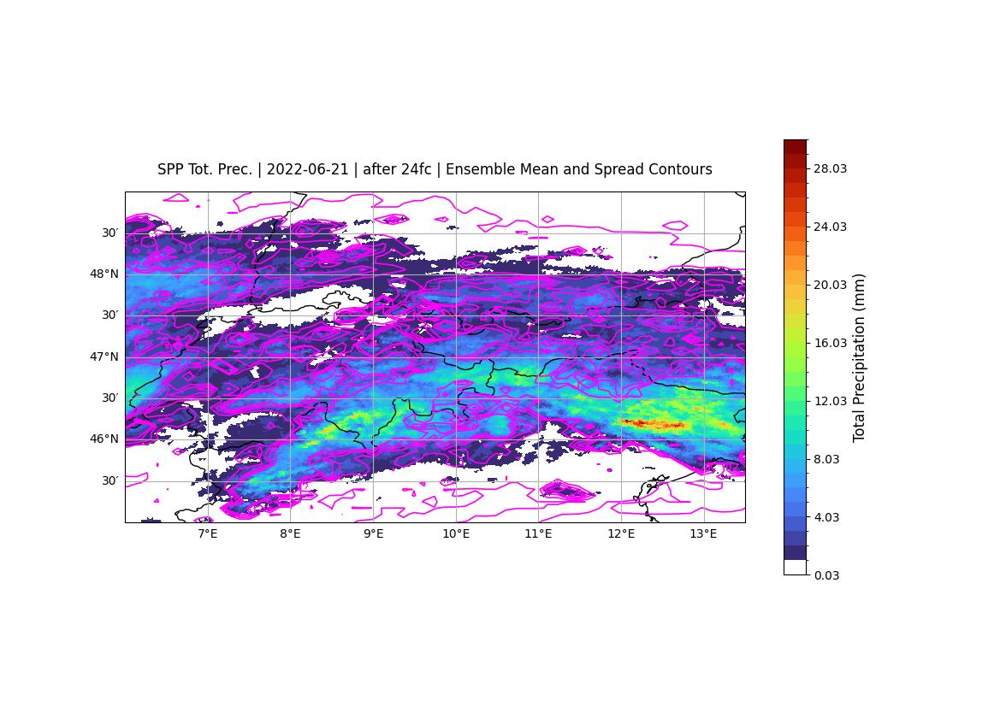 SPP Tot. Prec. | 2022-06-21 | after 24fc | Ensemble Mean and Spread Contours
30′
48°N
30′
47°N
30′
46°N
30′
7°E 8°E 9°E 10°E 11°E 12°E 13°E
28.03
24.03
20.03
16.03
12.03
8.03
4.03
0.03
Total Precipitation (mm)